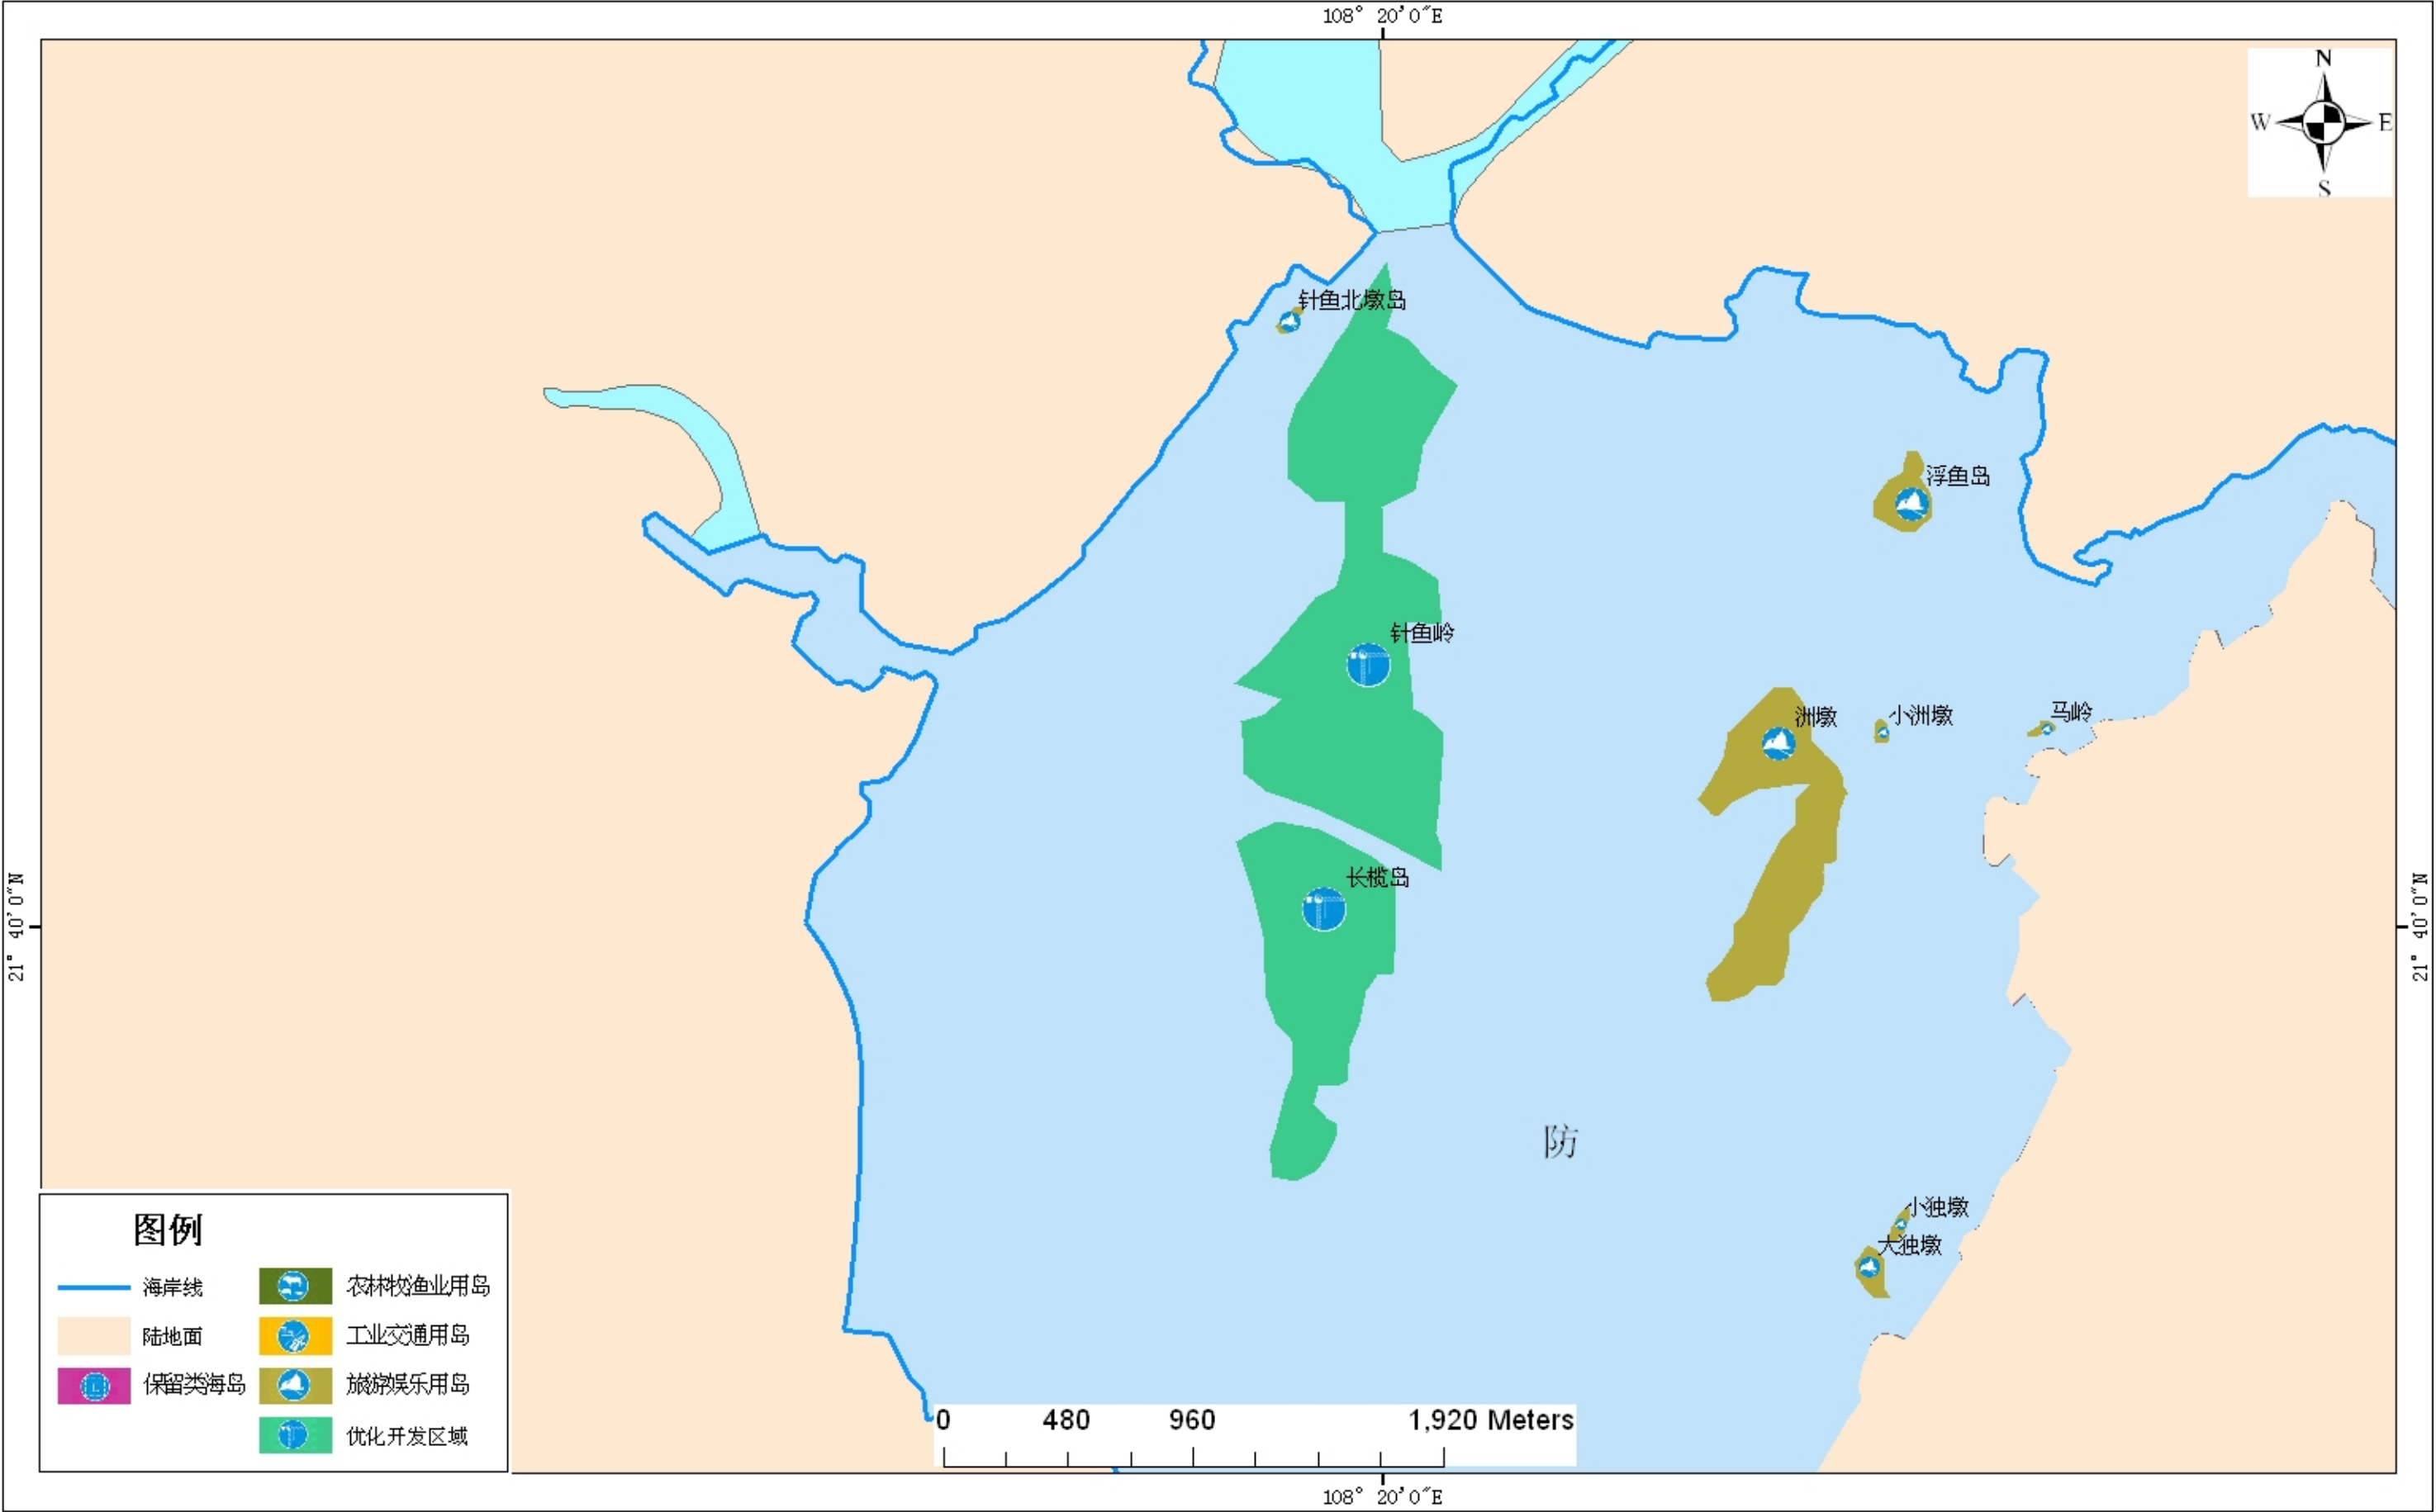 108° 20'0"E
N
W
E
S
针鱼北墩岛
浮鱼岛
针鱼岭
洲墩
小洲墩
马岭
长榄岛
21° 40'0"N
21° 40'0"N
防
小独墩
大独墩
图例
海岸线
农林牧渔业用岛
陆地面
工业交通用岛
保留类海岛
旅游娱乐用岛
优化开发区域
0 480 960 1,920 Meters
108° 20'0"E